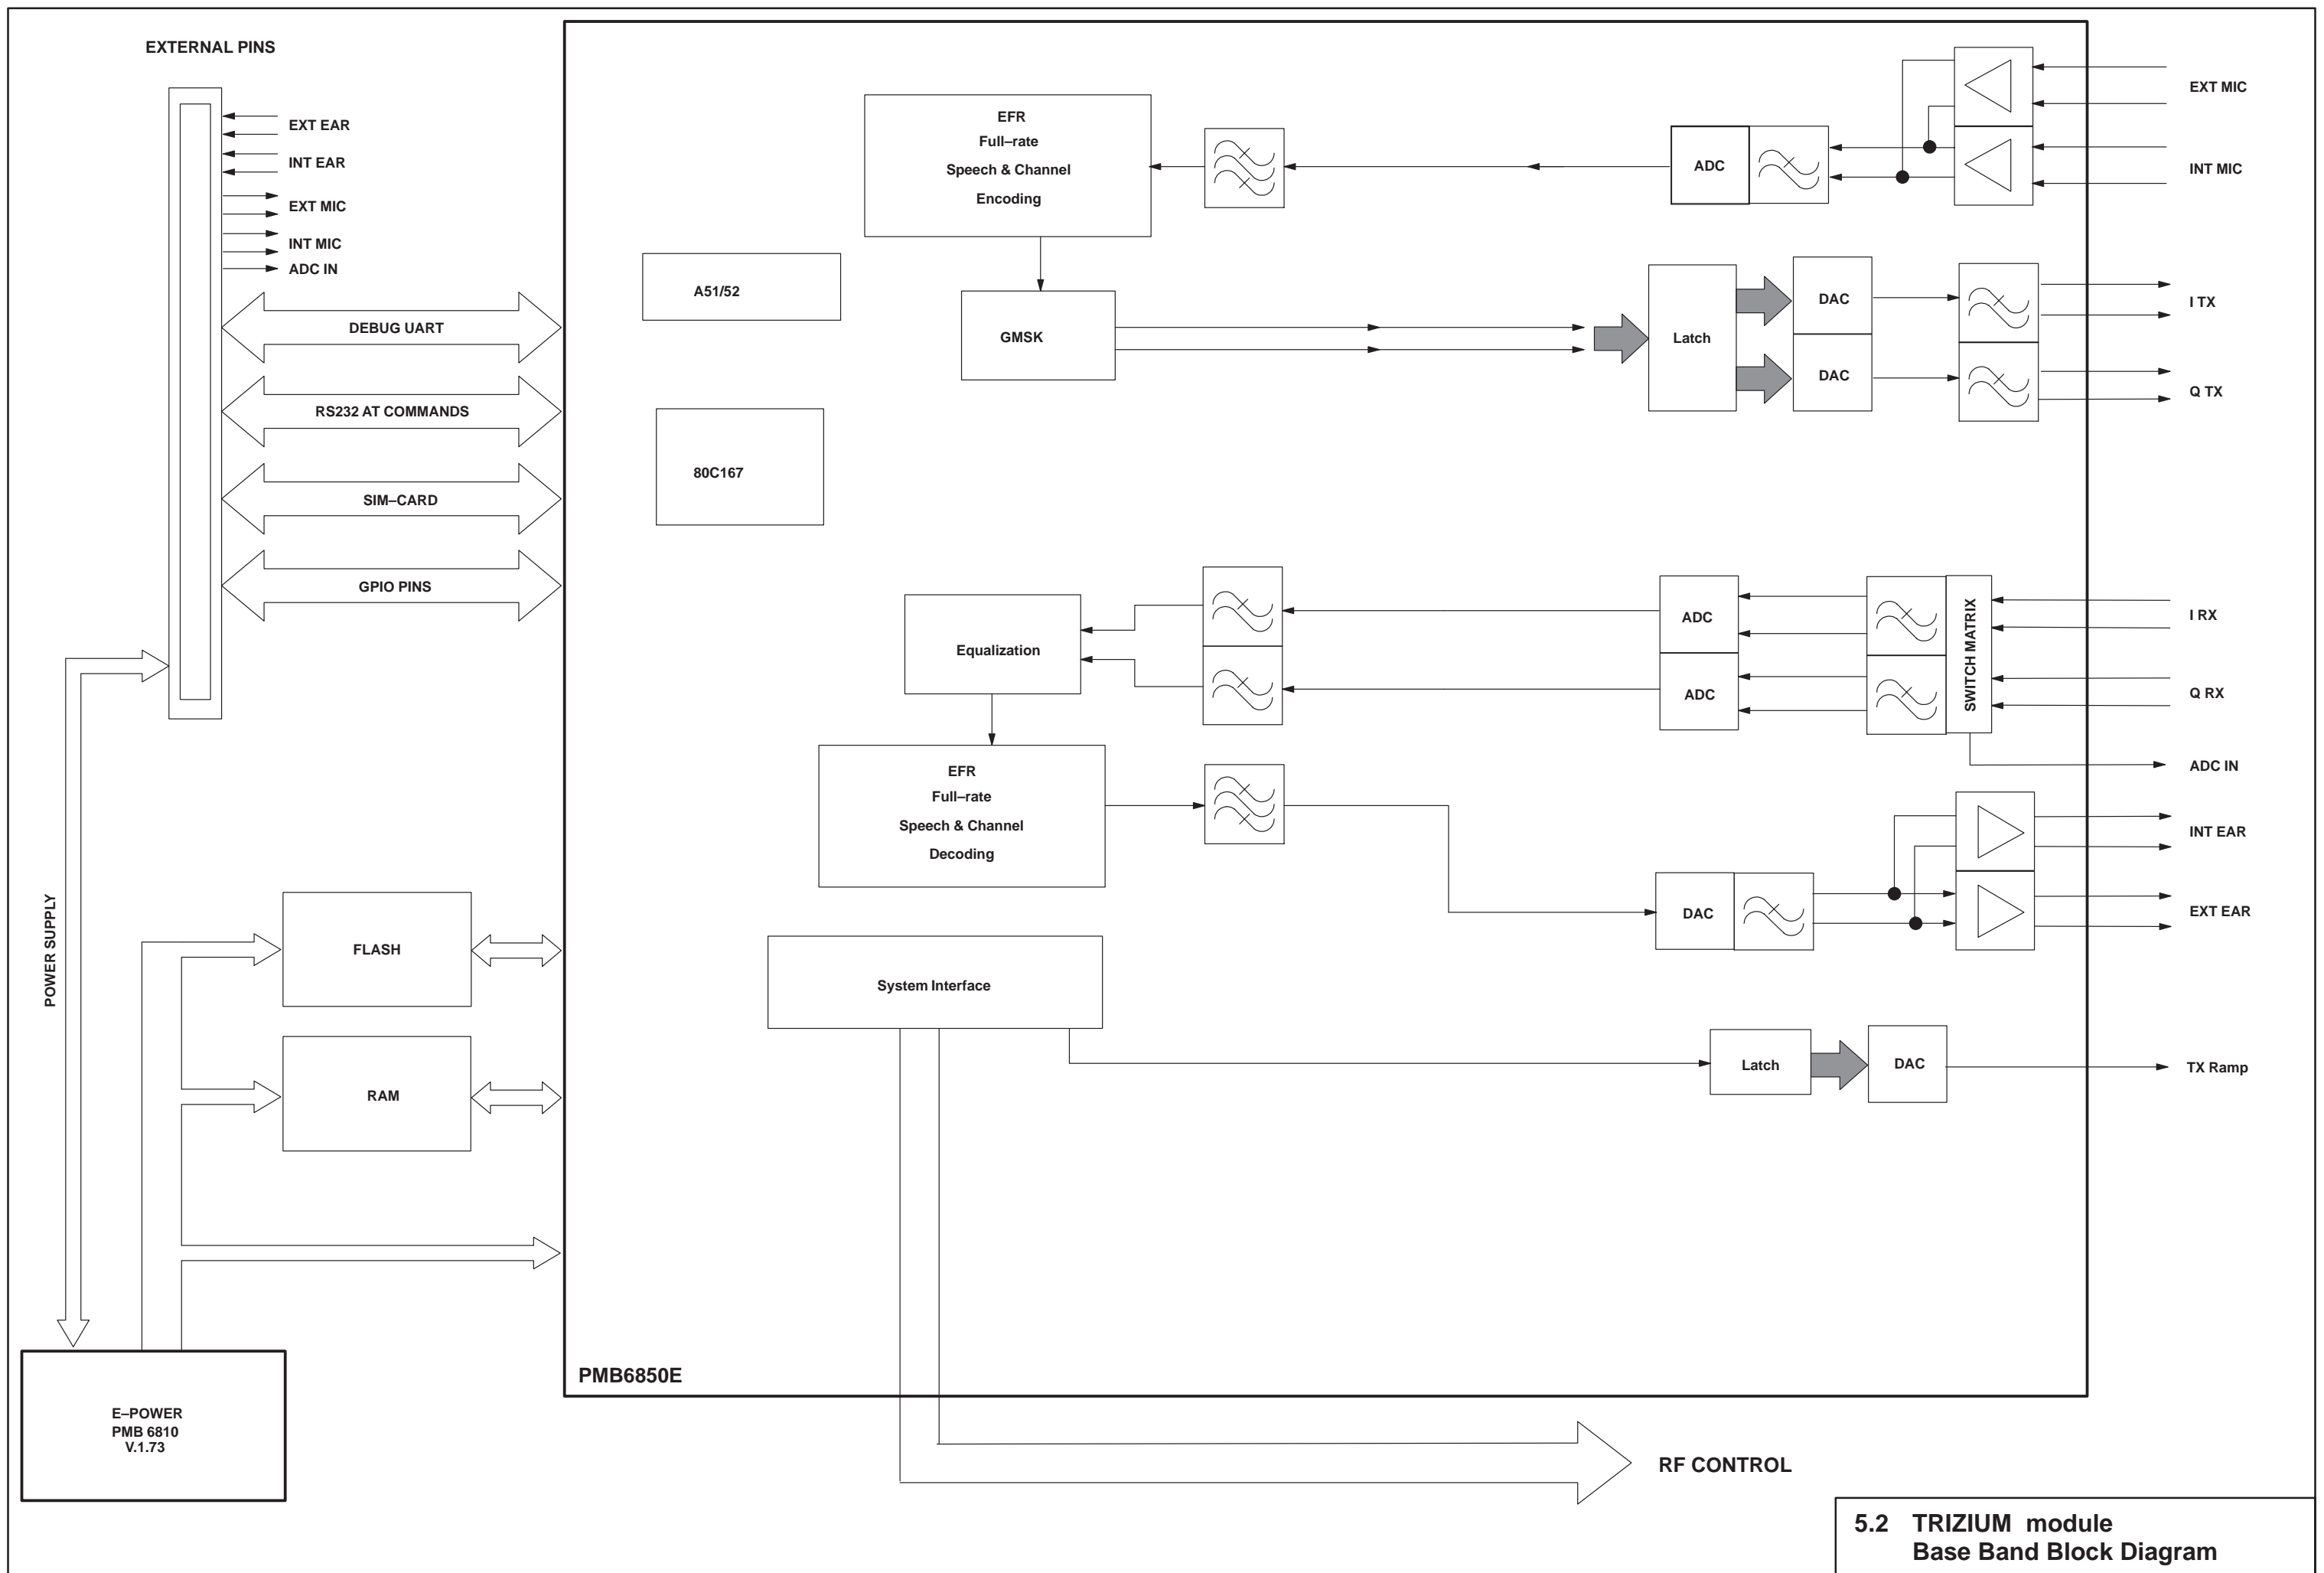 EXTERNAL PINS
EXT EAR
INT EAR
EXT MIC
INT MIC
ADC IN
DEBUG UART
RS232 AT COMMANDS
SIM–CARD
GPIO PINS
POWER SUPPLY
FLASH
RAM
E–POWER
PMB 6810
V.1.73
EFR
Full–rate
Speech & Channel
Encoding
A51/52
GMSK
80C167
ADC
EXT MIC
INT MIC
Latch
DAC
DAC
I TX
Q TX
Equalization
ADC
ADC
SWITCH MATRIX
I RX
Q RX
ADC IN
EFR
Full–rate
Speech & Channel
Decoding
DAC
INT EAR
EXT EAR
System Interface
Latch
DAC
TX Ramp
PMB6850E
RF CONTROL
5.2 TRIZIUM module
Base Band Block Diagram